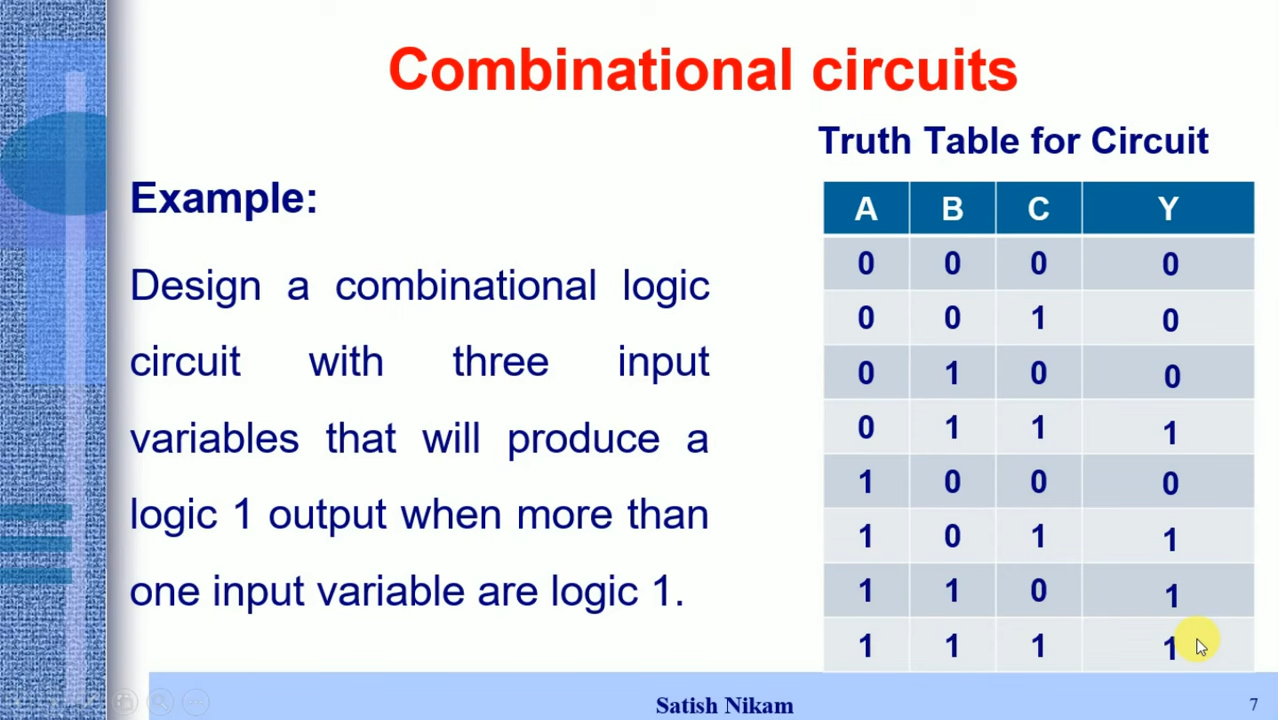 Combinational circuits
Truth Table for Circuit
Example:
Design a combinational logic
circuit with three input
variables that will produce a
logic 1 output when more than
one input variable are logic 1.
A B C Y
0 0 0 0
0 0 1 0
0 1 0 0
0 1 1 1
1 0 0 0
1 0 1 1
1 1 0 1
1 1 1 1
Satish Nikam
7